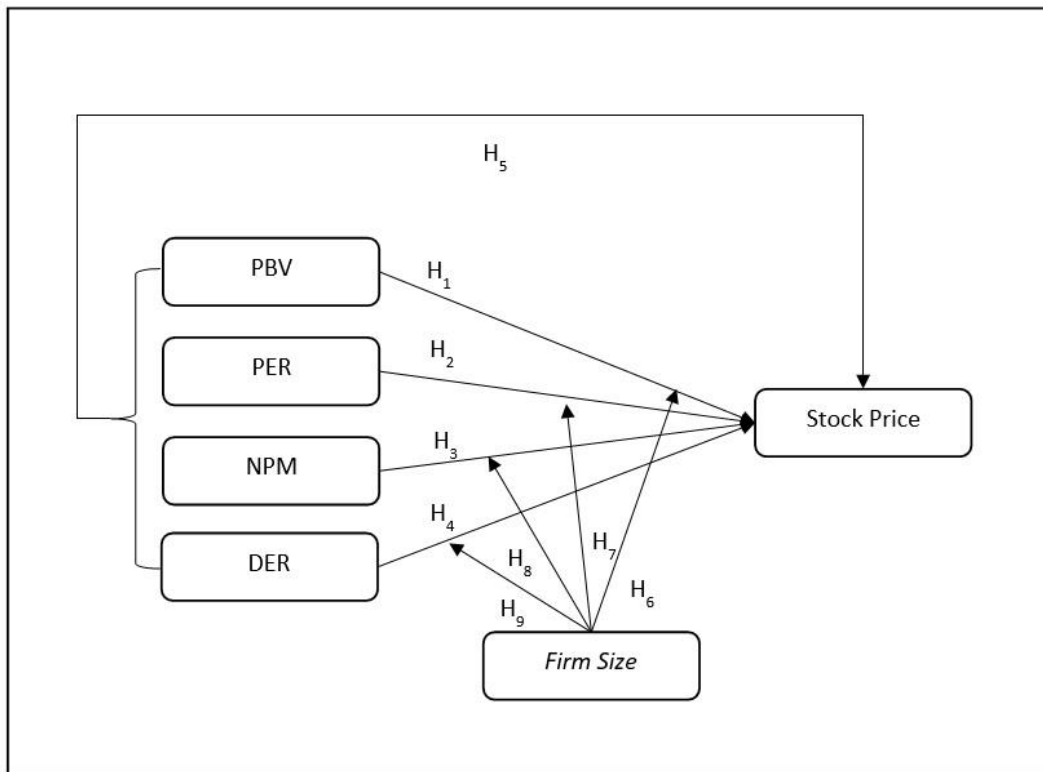 H₅
PBV
H₁
PER
H₂
Stock Price
NPM
H₃
H₄
DER
H₇
H₈
H₆
H₉
Firm Size